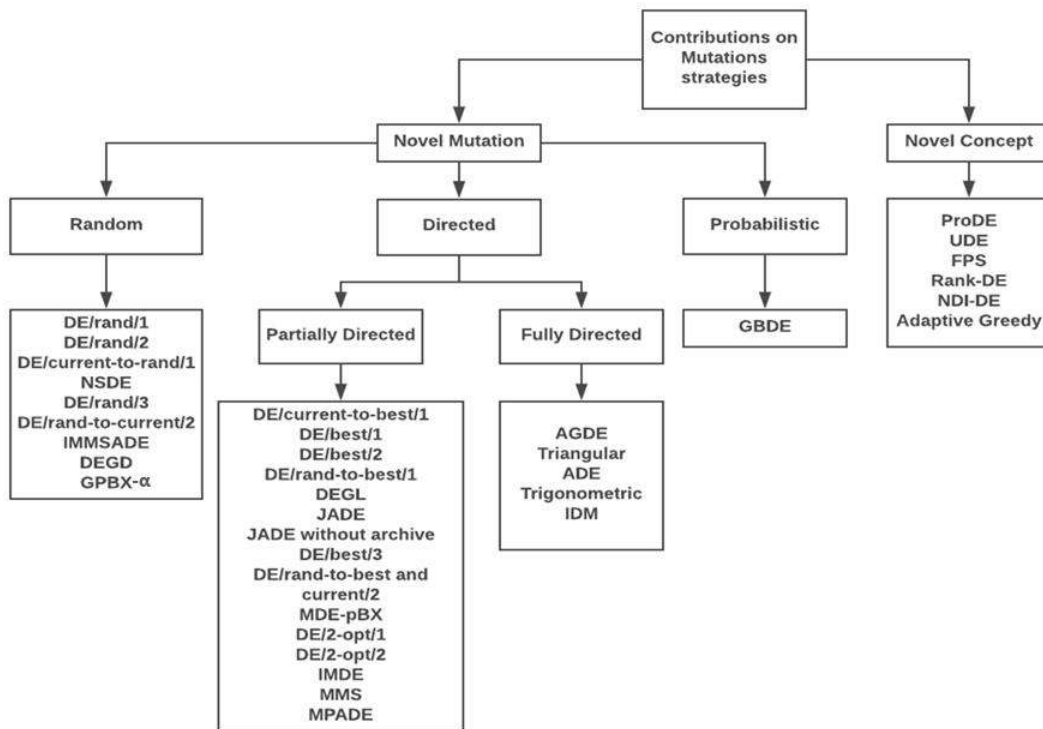 Contributions on
Mutations
strategies
Novel Mutation
Novel Concept
Random
Directed
Probabilistic
ProDE
UDE
FPS
Rank-DE
NDI-DE
Adaptive Greedy
DE/rand/1
DE/rand/2
DE/current-to-rand/1
NSDE
DE/rand/3
DE/rand-to-current/2
IMMSADE
DEGD
GPBX-α
Partially Directed
Fully Directed
GBDE
DE/current-to-best/1
DE/best/1
DE/best/2
DE/rand-to-best/1
DEGL
JADE
JADE without archive
DE/best/3
DE/rand-to-best and
current/2
MDE-pBX
DE/2-opt/1
DE/2-opt/2
IMDE
MMS
MPADE
AGDE
Triangular
ADE
Trigonometric
IDM